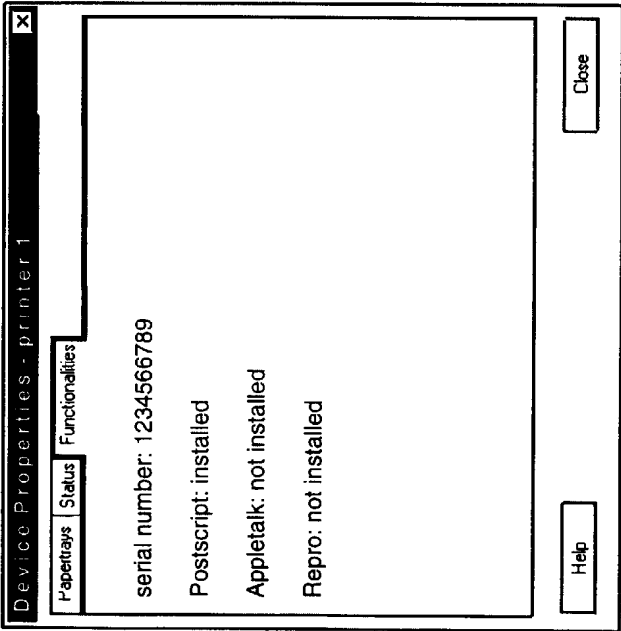 Device Properties - printer 1
X
Papertrays Status Functionalities
serial number: 1234566789
Postscript: installed
Appletalk: not installed
Repro: not installed
Help Close